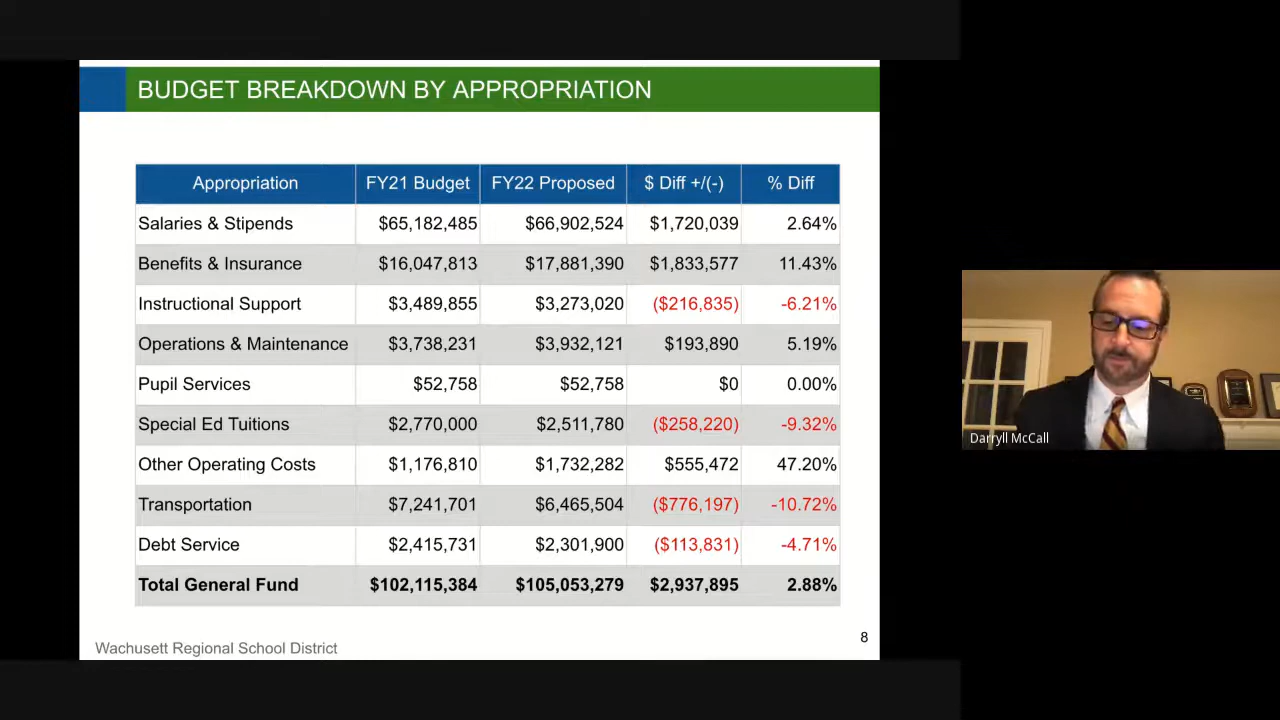 BUDGET BREAKDOWN BY APPROPRIATION
Appropriation FY21 Budget FY22 Proposed $ Diff +/(-) % Diff
Salaries & Stipends $65,182,485 $66,902,524 $1,720,039 2.64%
Benefits & Insurance $16,047,813 $17,881,390 $1,833,577 11.43%
Instructional Support $3,489,855 $3,273,020 ($216,835) -6.21%
Operations & Maintenance $3,738,231 $3,932,121 $193,890 5.19%
Pupil Services $52,758 $52,758 $0 0.00%
Special Ed Tuitions $2,770,000 $2,511,780 ($258,220) -9.32%
Other Operating Costs $1,176,810 $1,732,282 $555,472 47.20%
Transportation $7,241,701 $6,465,504 ($776,197) -10.72%
Debt Service $2,415,731 $2,301,900 ($113,831) -4.71%
Total General Fund $102,115,384 $105,053,279 $2,937,895 2.88%
Wachusett Regional School District 8
Darryll McCall